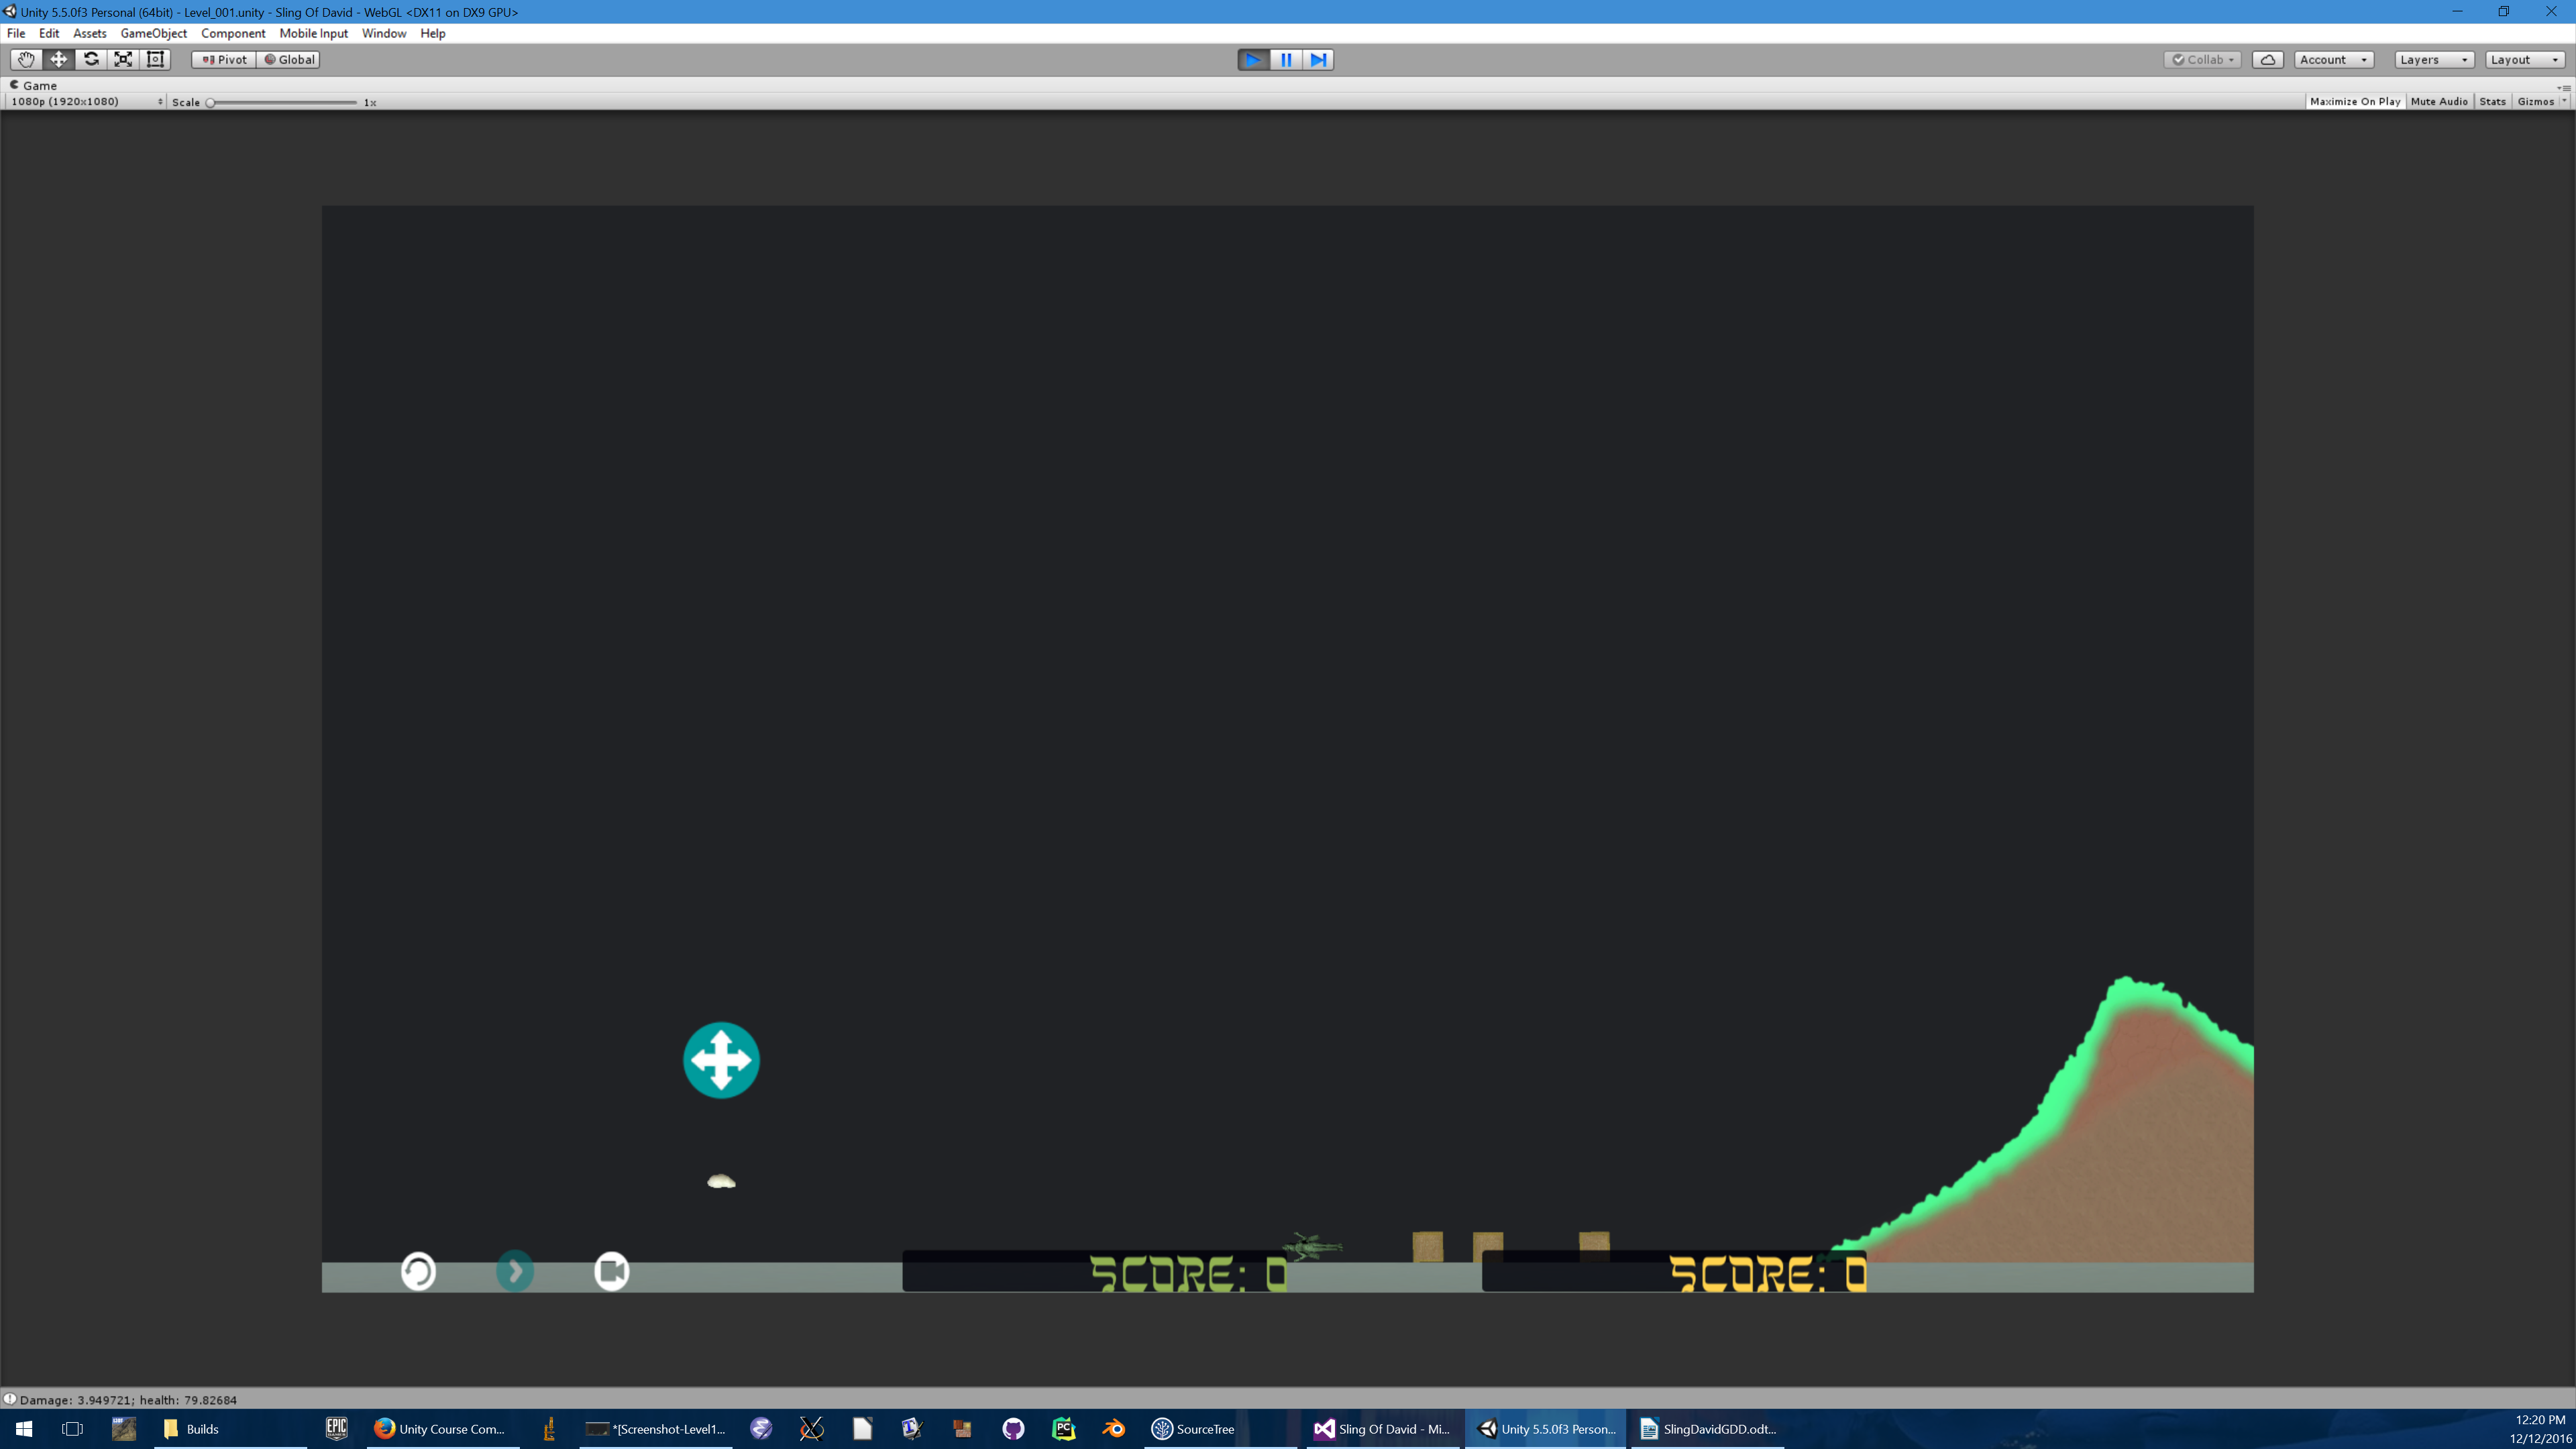 Unity 5.5.0f3 Personal (64bit) - Level_001.unity - Sling Of David - WebGL <DX11 on DX9 GPU>
File Edit Assets GameObject Component Mobile Input Window Help
Pivot Global Collab Account Layers Layout
Game
1080p (1920x1080) Scale 1x Maximize On Play Mute Audio Stats Gizmos
SCORE: 0 SCORE: 0
Damage: 3.949721; health: 79.82684
Builds EPIC GAMES Unity Course Com... *[Screenshot-Level1... PC SourceTree Sling Of David - Mi... Unity 5.5.0f3 Person... SlingDavidGDD.odt... 12:20 PM
12/12/2016